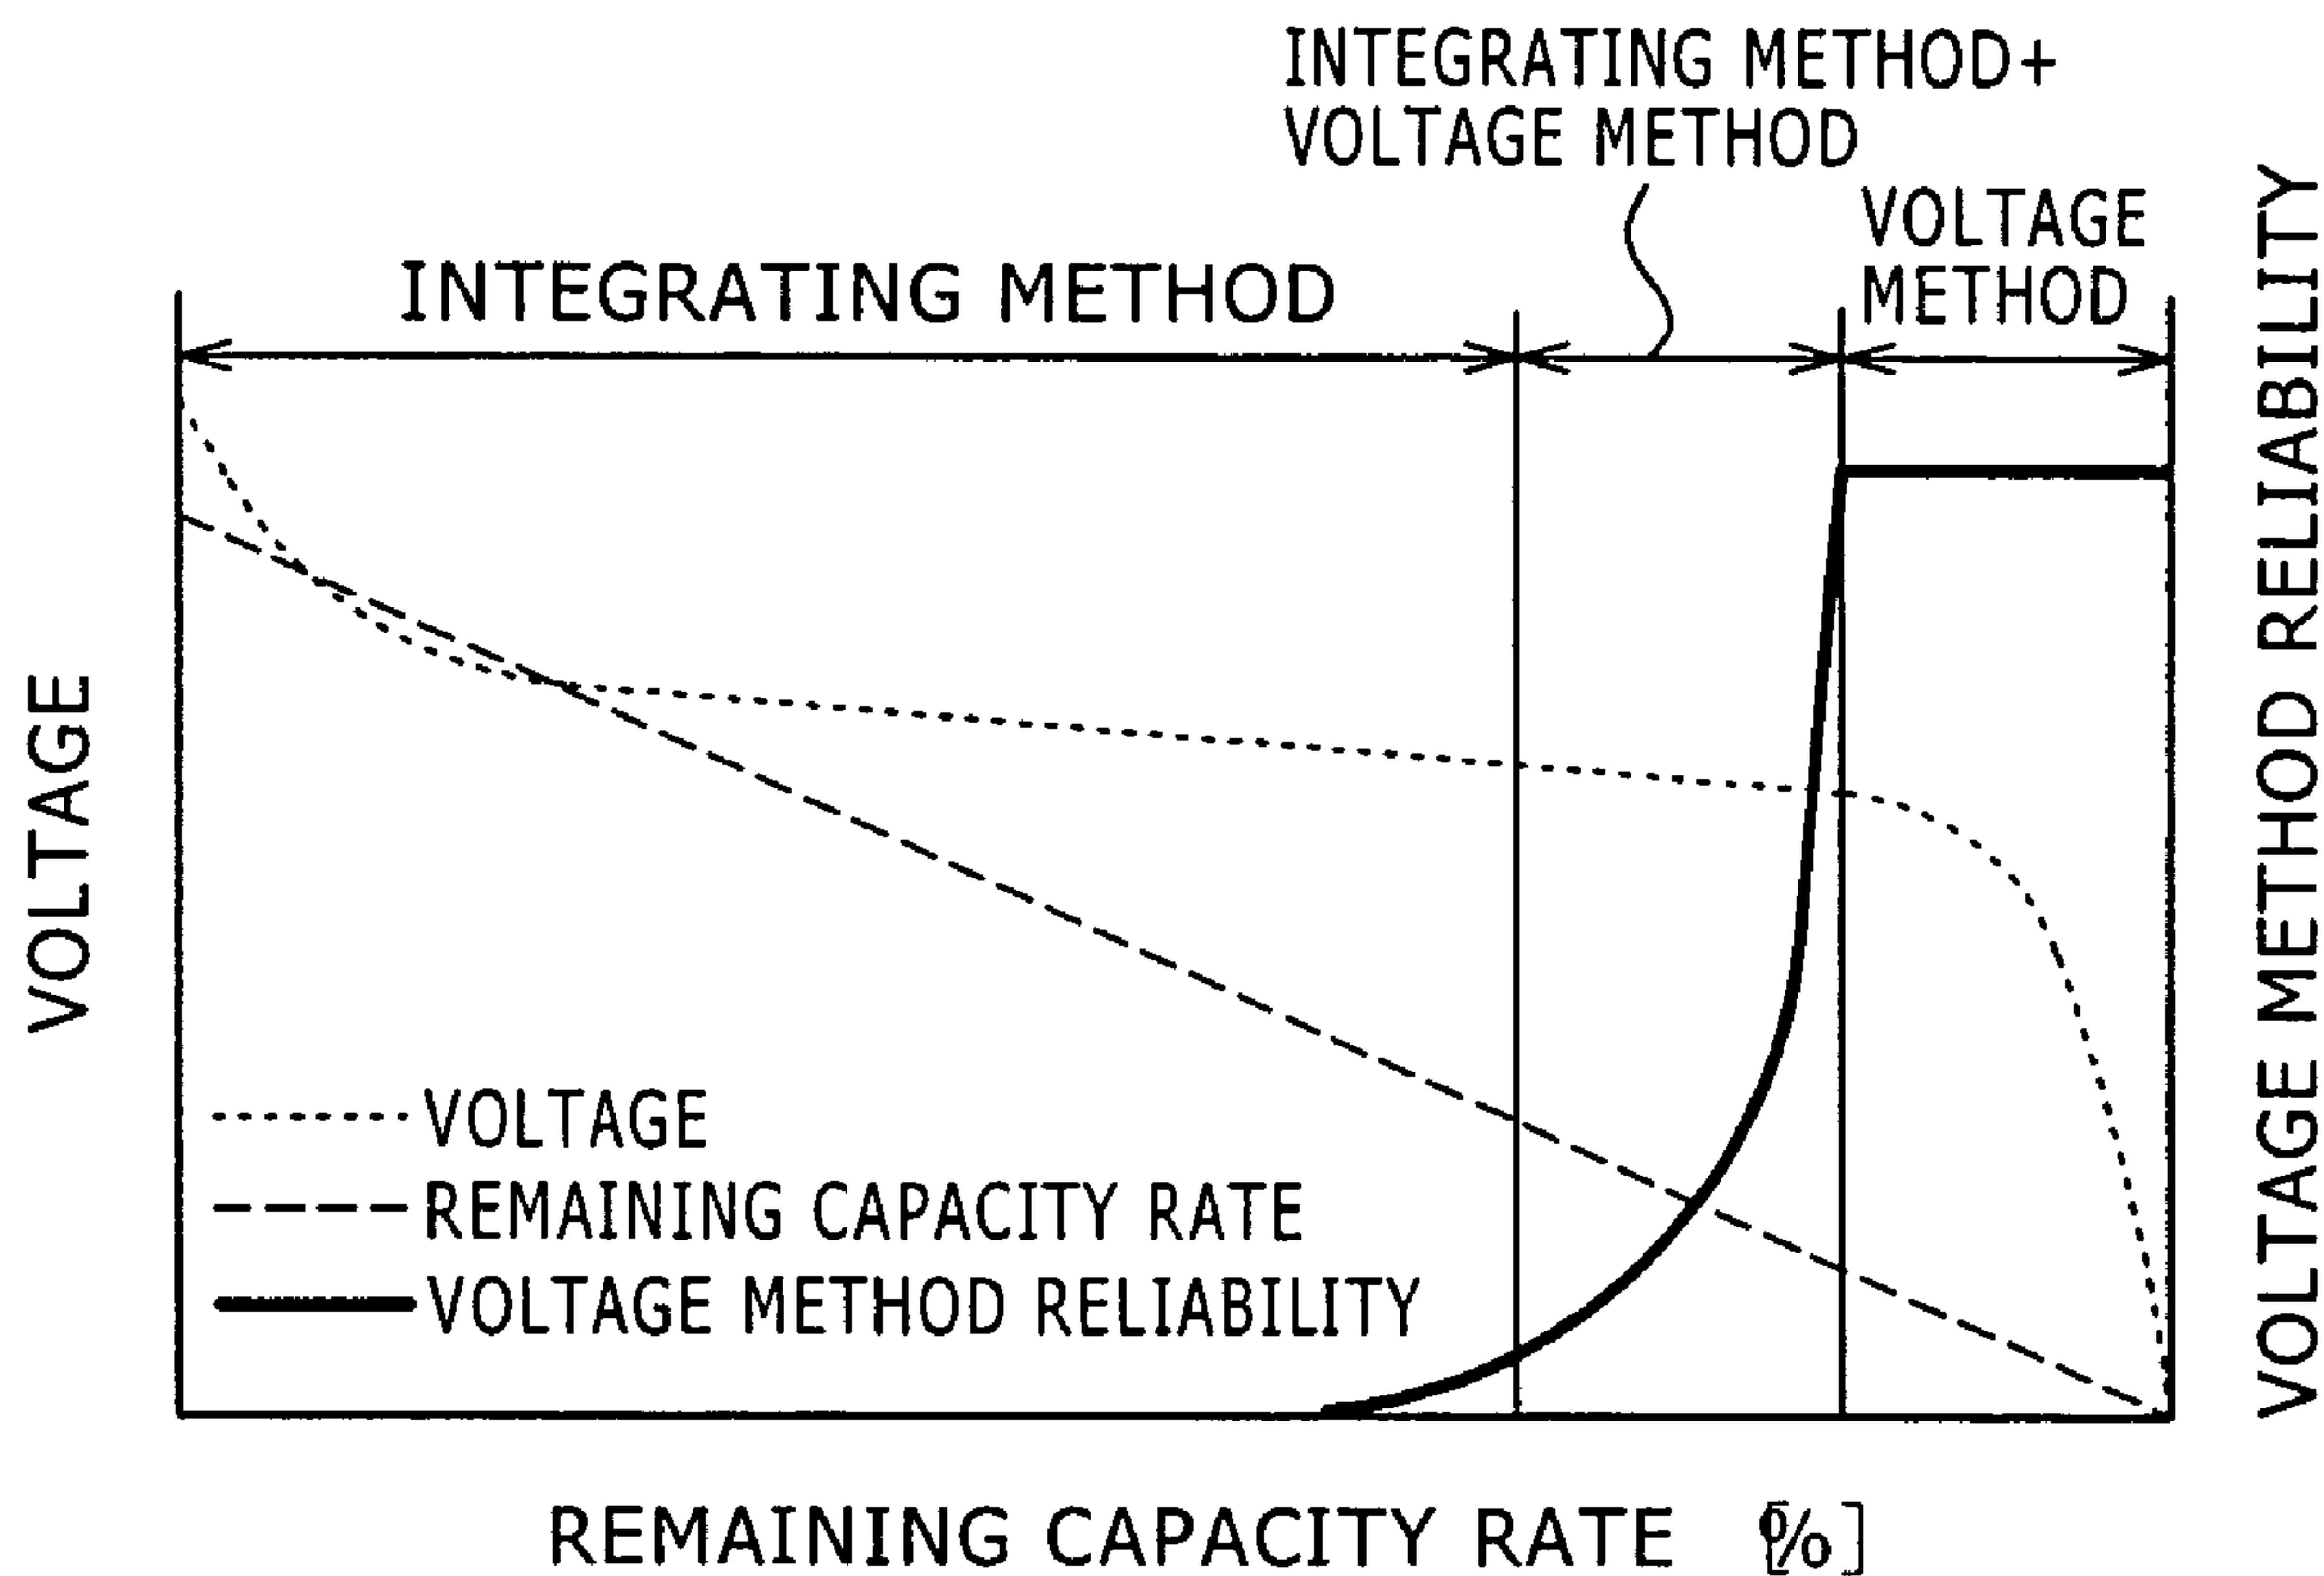 INTEGRATING METHOD+
VOLTAGE METHOD
VOLTAGE
METHOD
INTEGRATING METHOD
VOLTAGE
VOLTAGE METHOD RELIABILITY
VOLTAGE
REMAINING CAPACITY RATE
VOLTAGE METHOD RELIABILITY
REMAINING CAPACITY RATE [%]